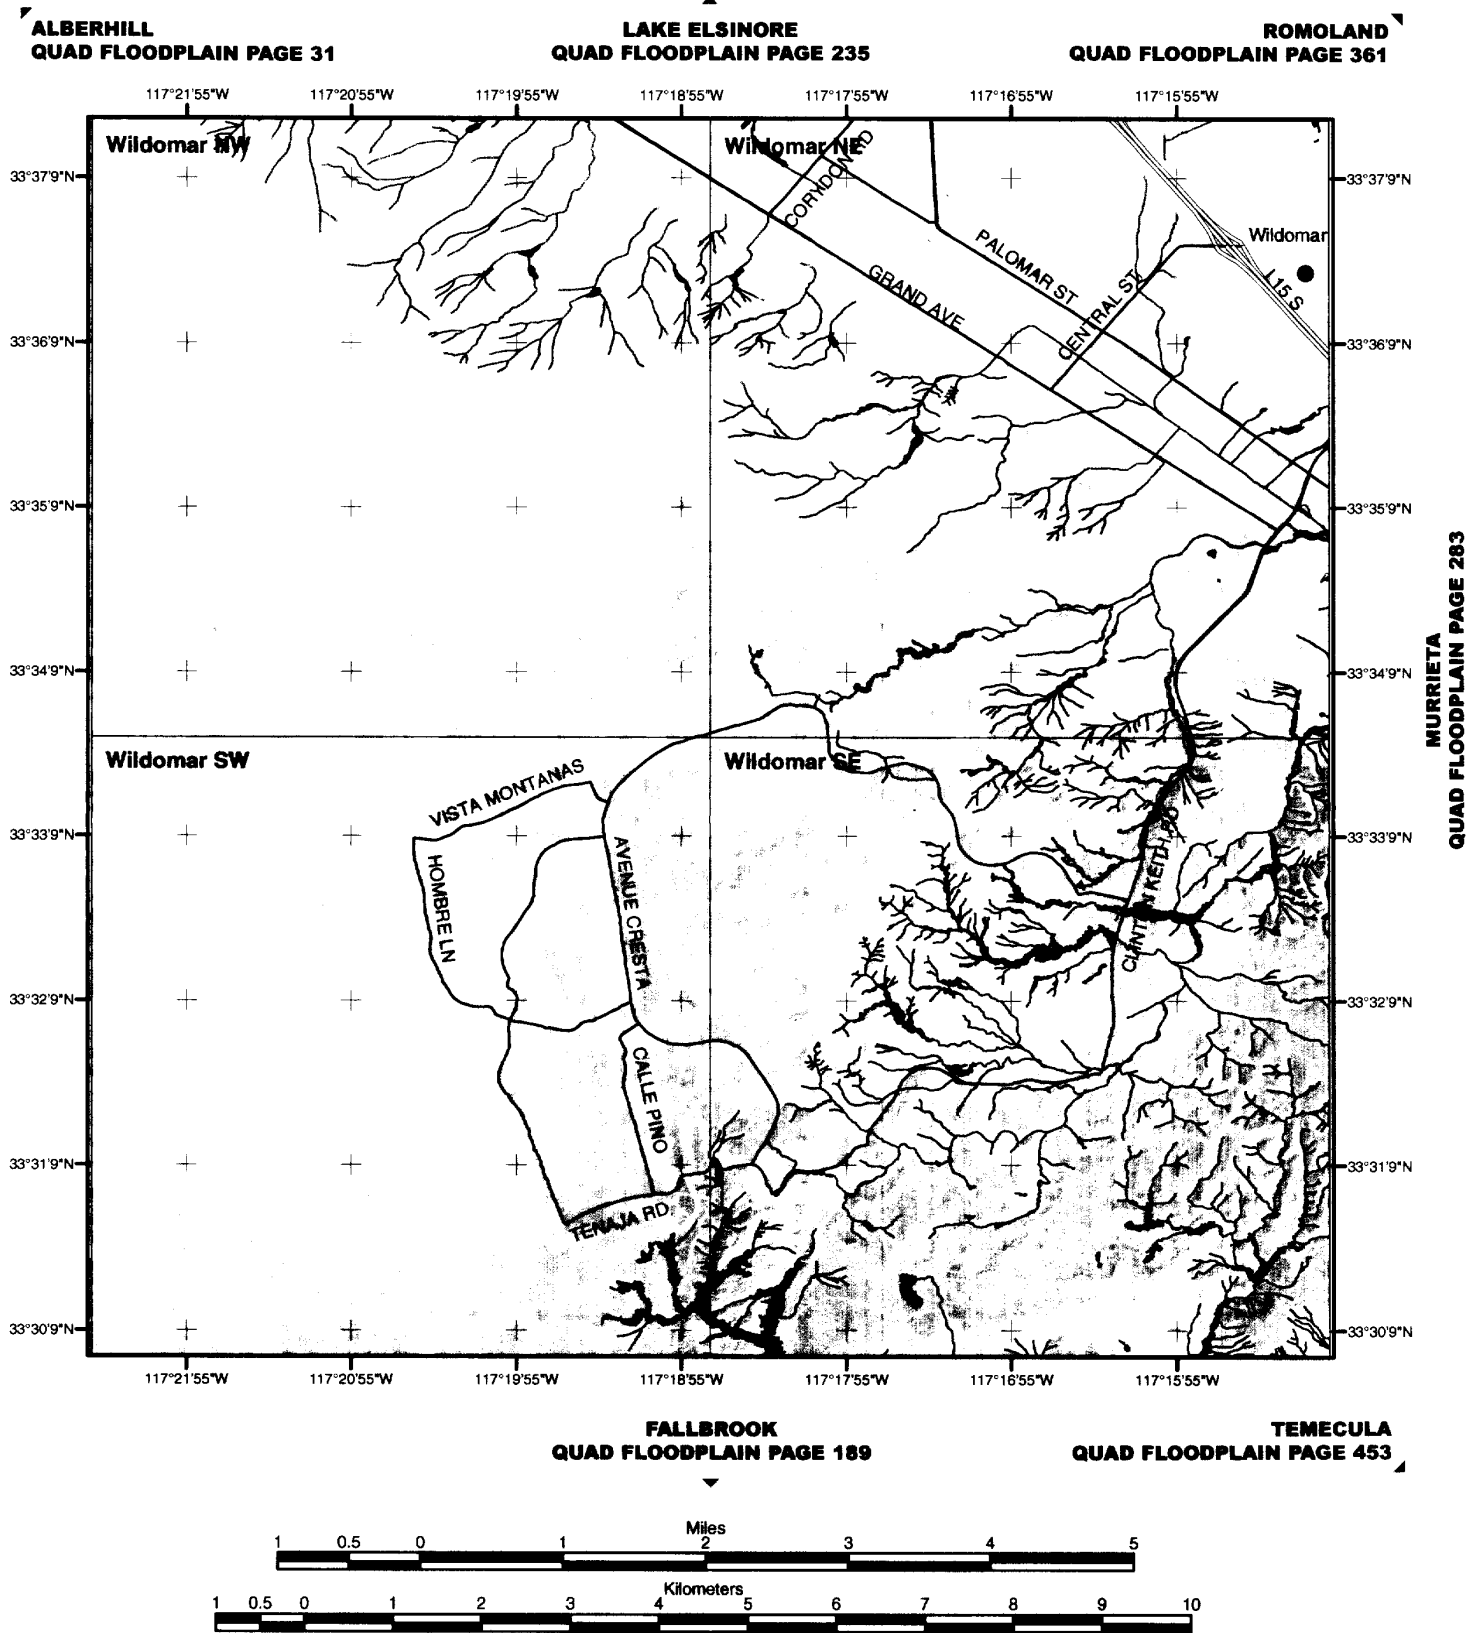 ALBERHILL
QUAD FLOODPLAIN PAGE 31
LAKE ELSINORE
QUAD FLOODPLAIN PAGE 235
ROMOLAND
QUAD FLOODPLAIN PAGE 361
117°21'55"W 117°20'55"W 117°19'55"W 117°18'55"W 117°17'55"W 117°16'55"W 117°15'55"W
Wildomar NW
Wildomar NE
CORYDON RD
33°37'9"N
33°37'9"N
PALOMAR ST
Wildomar
GRAND AVE
CENTRAL ST
I 15 S
33°36'9"N
33°36'9"N
33°35'9"N
33°35'9"N
MURRIETA
QUAD FLOODPLAIN PAGE 283
33°34'9"N
33°34'9"N
Wildomar SW
Wildomar SE
VISTA MONTANAS
33°33'9"N
33°33'9"N
HOMBRE LN
AVENUE CRESTA
CLINTON KEITH RD
33°32'9"N
33°32'9"N
CALLE PINO
33°31'9"N
33°31'9"N
TENAJA RD
33°30'9"N
33°30'9"N
117°21'55"W 117°20'55"W 117°19'55"W 117°18'55"W 117°17'55"W 117°16'55"W 117°15'55"W
FALLBROOK
QUAD FLOODPLAIN PAGE 189
TEMECULA
QUAD FLOODPLAIN PAGE 453
Miles
1 0.5 0 1 2 3 4 5
Kilometers
1 0.5 0 1 2 3 4 5 6 7 8 9 10